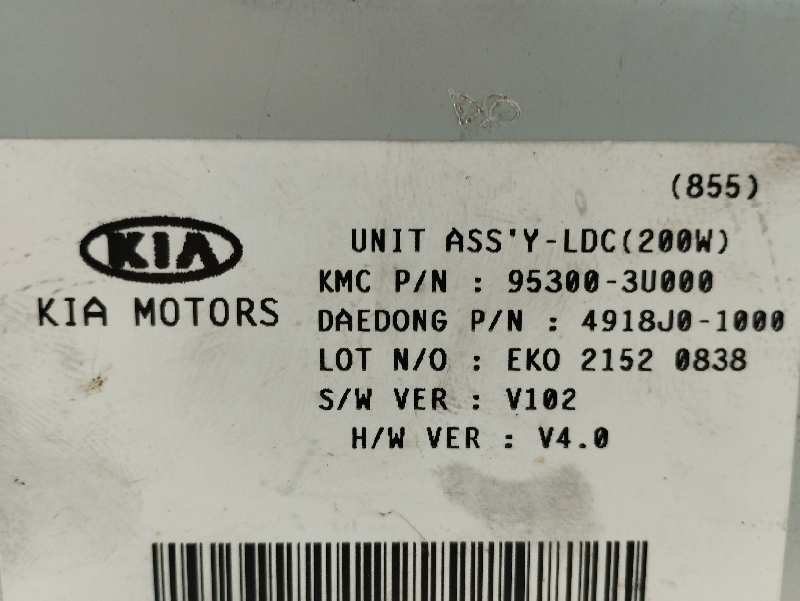 (855)
KIA
KIA MOTORS
UNIT ASS'Y-LDC(200W)
KMC P/N : 95300-3U000
DAEDONG P/N : 4918J0-1000
LOT N/O : EKO 2152 0838
S/W VER : V102
H/W VER : V4.0